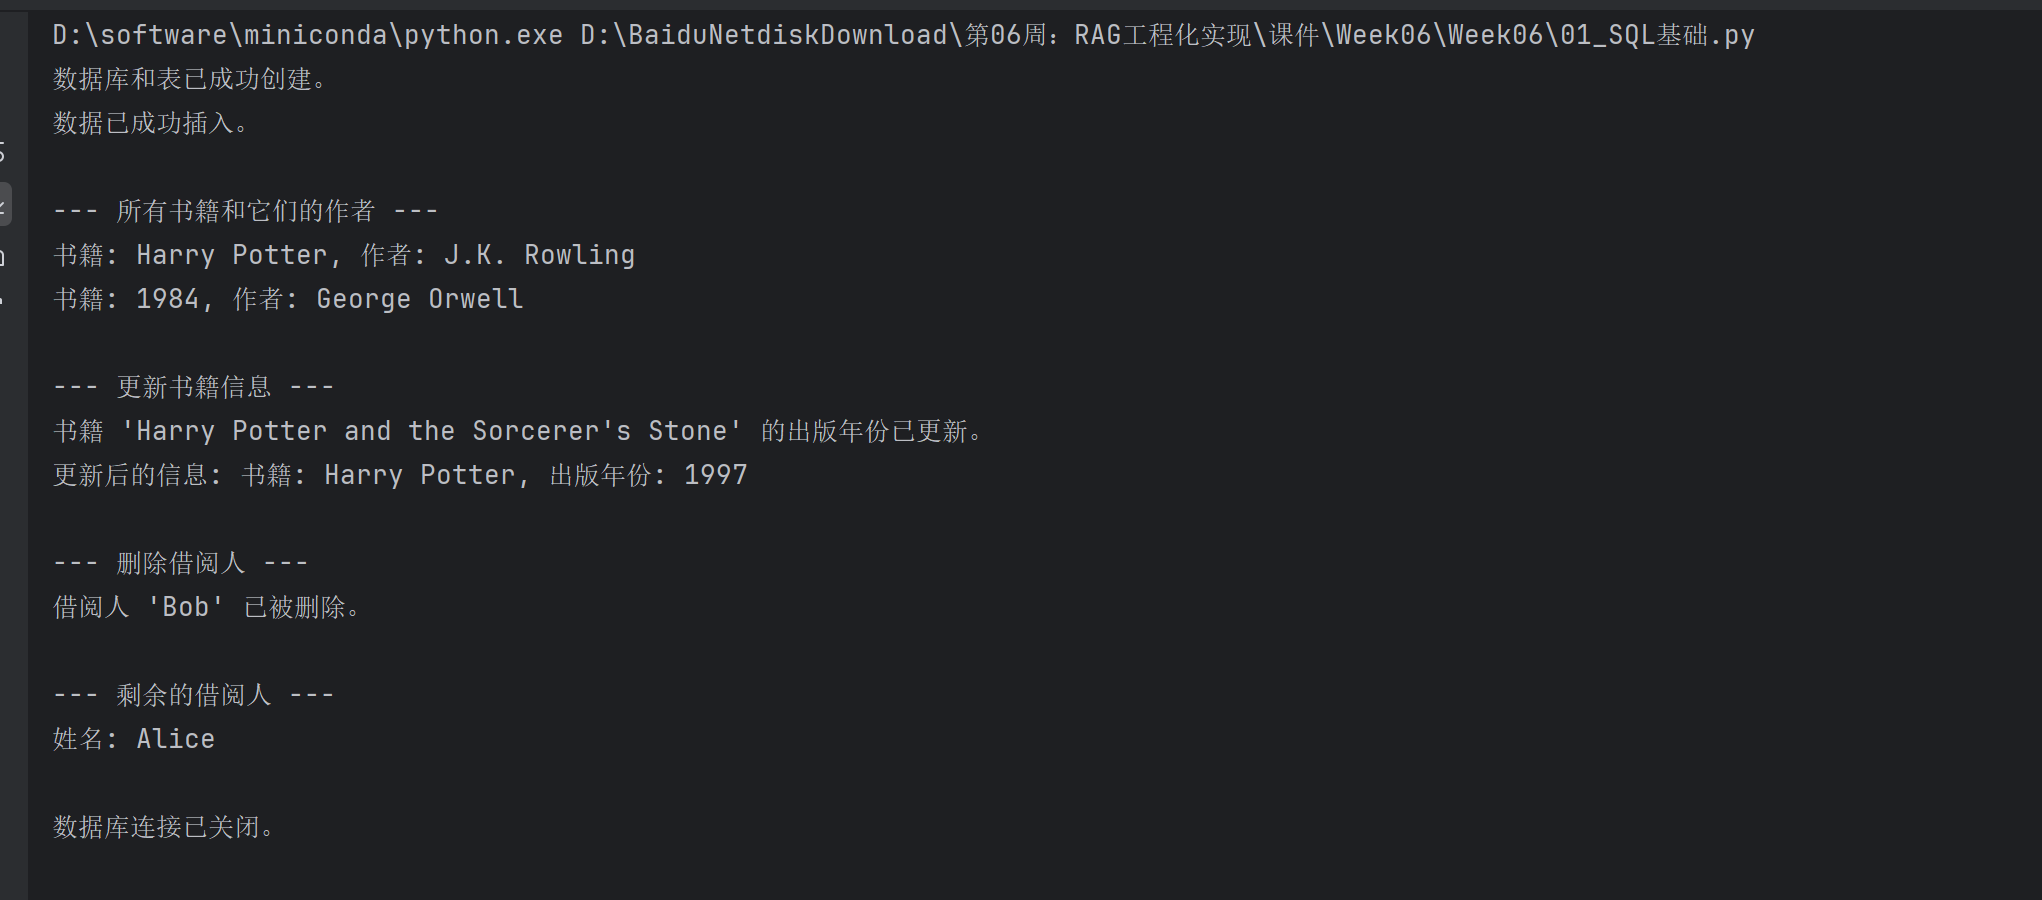 D:\software\miniconda\python.exe D:\BaiduNetdiskDownload\第06周：RAG工程化实现\课件\Week06\Week06\01_SQL基础.py
数据库和表已成功创建。
数据已成功插入。
--- 所有书籍和它们的作者 ---
书籍: Harry Potter, 作者: J.K. Rowling
书籍: 1984, 作者: George Orwell
--- 更新书籍信息 ---
书籍 'Harry Potter and the Sorcerer's Stone' 的出版年份已更新。
更新后的信息: 书籍: Harry Potter, 出版年份: 1997
--- 删除借阅人 ---
借阅人 'Bob' 已被删除。
--- 剩余的借阅人 ---
姓名: Alice
数据库连接已关闭。